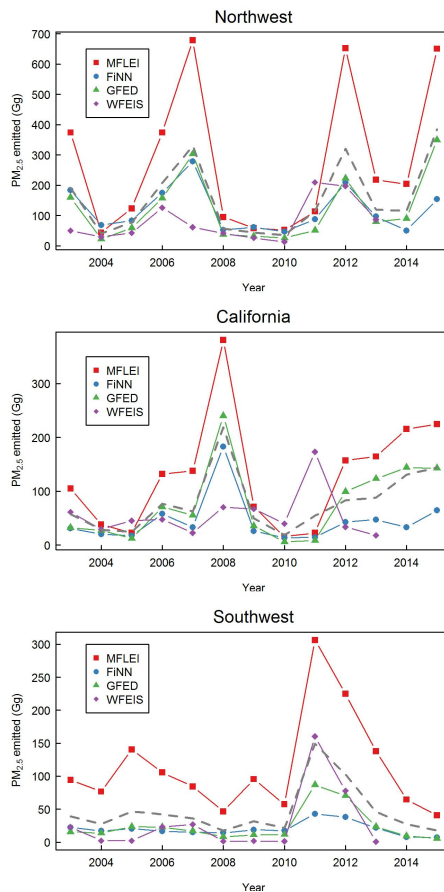 Northwest
PM2.5 emitted (Gg)
700
600
500
400
300
200
100
0
MFLEI
FiNN
GFED
WFEIS
2004 2006 2008 2010 2012 2014
Year
California
PM2.5 emitted (Gg)
300
200
100
0
MFLEI
FiNN
GFED
WFEIS
2004 2006 2008 2010 2012 2014
Year
Southwest
PM2.5 emitted (Gg)
300
250
200
150
100
50
0
MFLEI
FiNN
GFED
WFEIS
2004 2006 2008 2010 2012 2014
Year